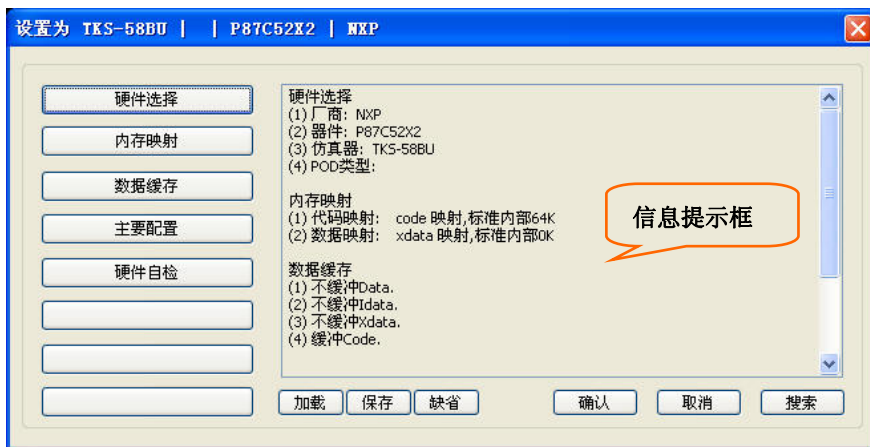 设置为 TKS-58BU | | P87C52X2 | NXP
硬件选择
内存映射
数据缓存
主要配置
硬件自检
硬件选择
(1) 厂商: NXP
(2) 器件: P87C52X2
(3) 仿真器: TKS-58BU
(4) POD类型:
内存映射
(1) 代码映射: code 映射,标准内部64K
(2) 数据映射: xdata 映射,标准内部0K
数据缓存
(1) 不缓冲Data.
(2) 不缓冲Idata.
(3) 不缓冲Xdata.
(4) 缓冲Code.
信息提示框
加载 保存 缺省 确认 取消 搜索